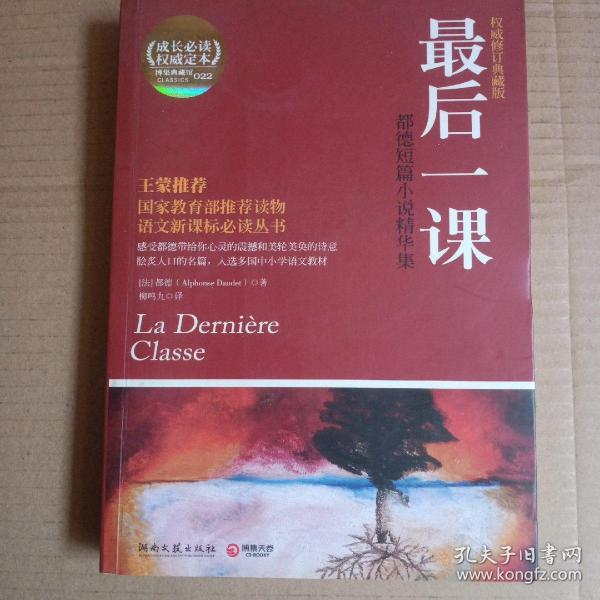 成长必读
权威定本
博集典藏馆
CLASSICS 022
权威修订典藏版
最后一课
都德短篇小说精华集
王蒙推荐
国家教育部推荐读物
语文新课标必读丛书
感受都德带给你心灵的震撼和美轮美奂的诗意
脍炙人口的名篇，入选多国中小学语文教材
[法] 都德（Alphonse Daudet）◎著
柳鸣九◎译
La Dernière
Classe
湖南文艺出版社
博集天卷
CS-BOOKY
孔夫子旧书网
www.kongfz.com